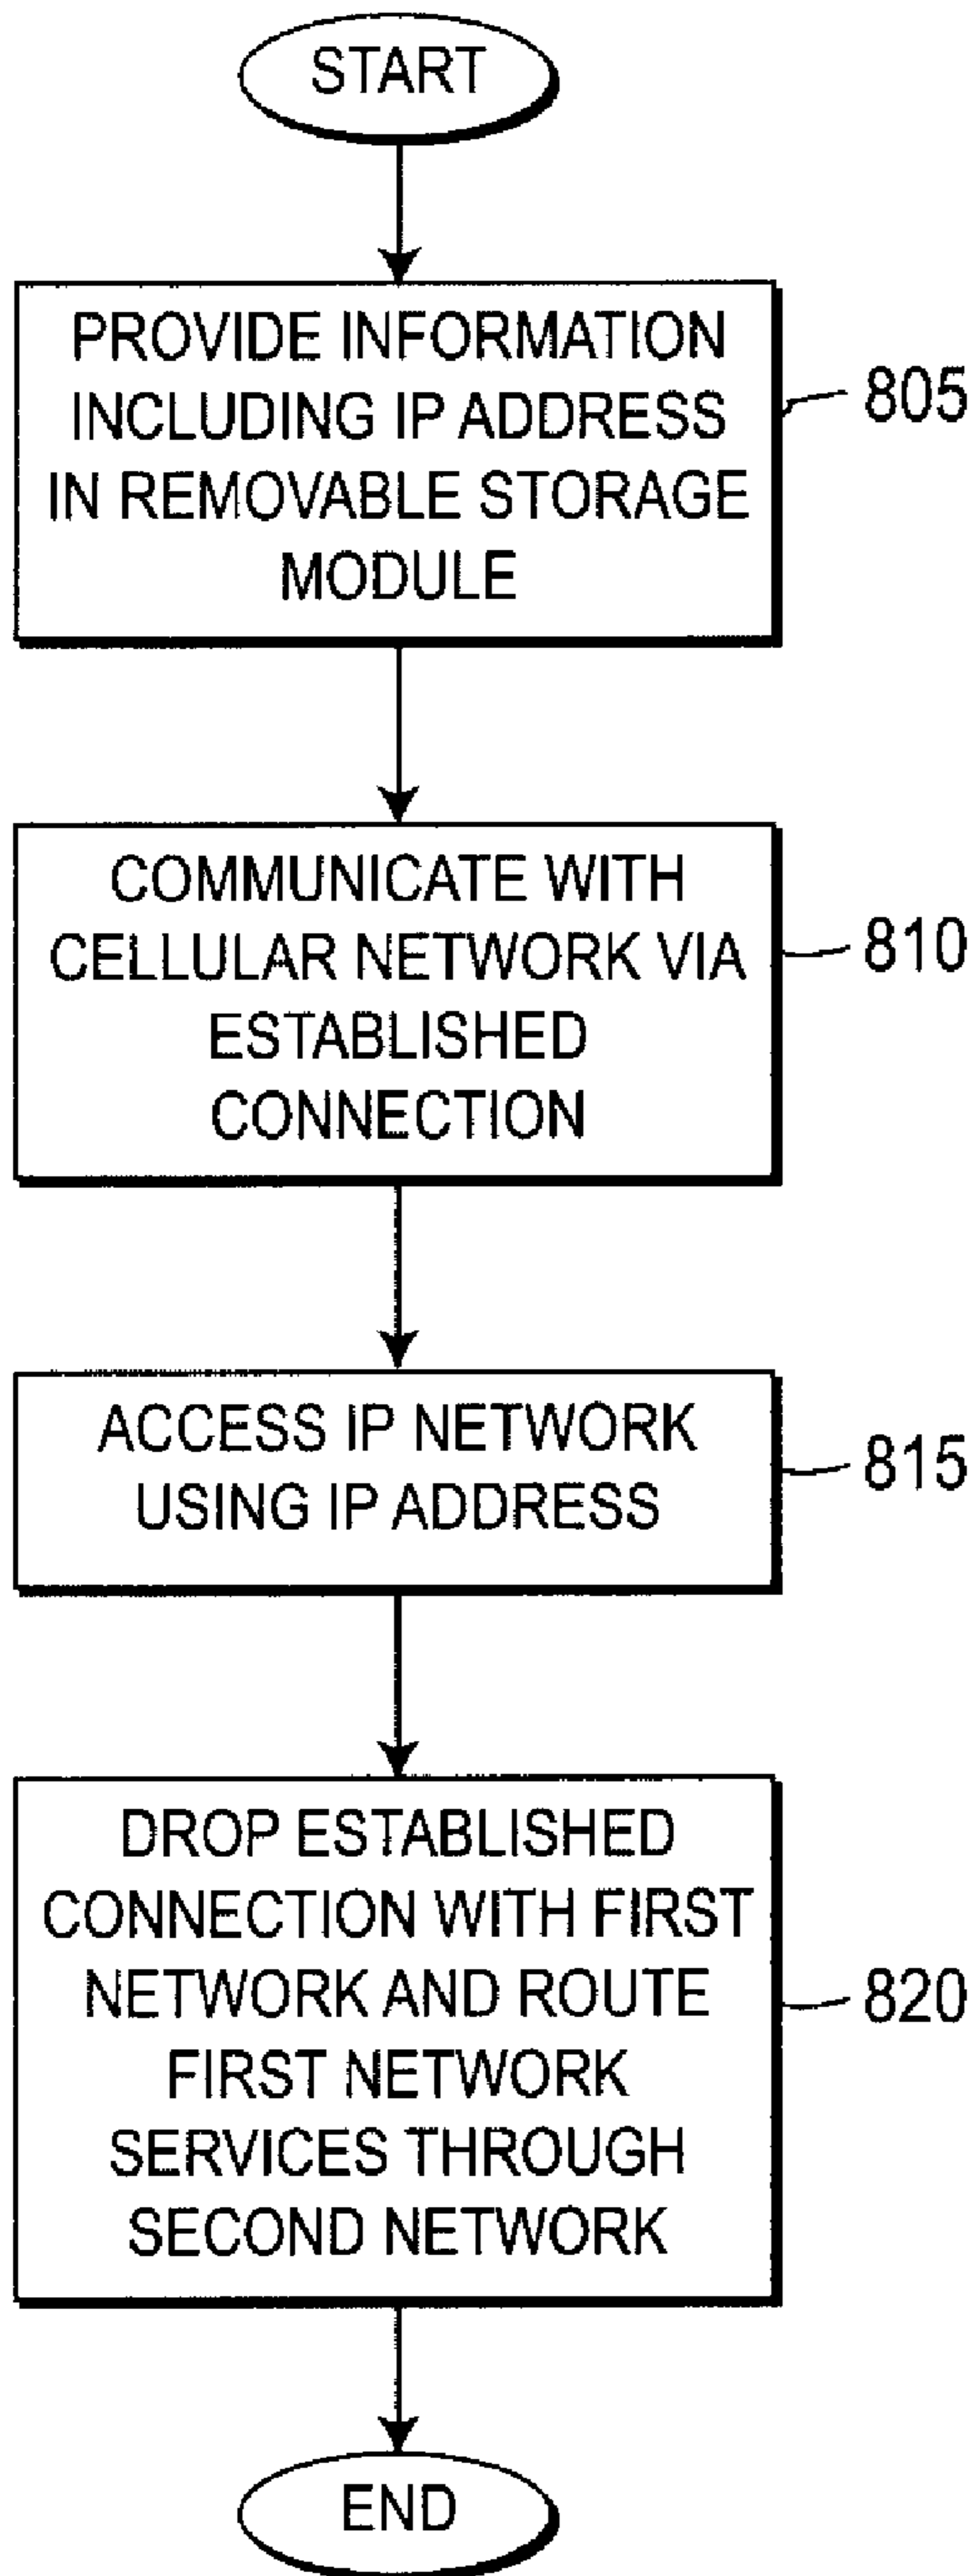 START
PROVIDE INFORMATION
INCLUDING IP ADDRESS
IN REMOVABLE STORAGE
MODULE
805
COMMUNICATE WITH
CELLULAR NETWORK VIA
ESTABLISHED
CONNECTION
810
ACCESS IP NETWORK
USING IP ADDRESS
815
DROP ESTABLISHED
CONNECTION WITH FIRST
NETWORK AND ROUTE
FIRST NETWORK
SERVICES THROUGH
SECOND NETWORK
820
END